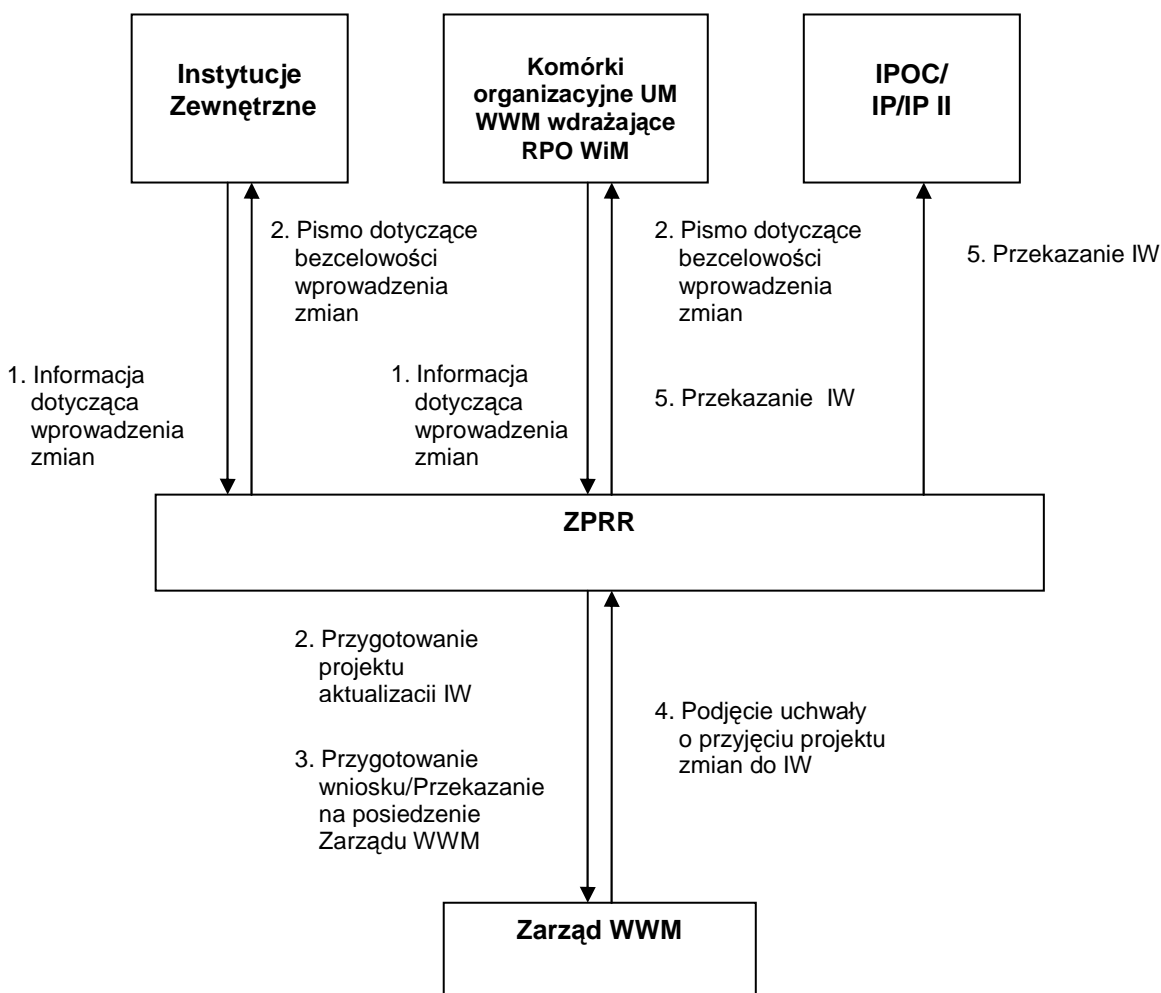 Instytucje
Zewnętrzne
Komórki
organizacyjne UM
WWM wdrażające
RPO WiM
IPOC/
IP/IP II
2. Pismo dotyczące
bezcelowości
wprowadzenia
zmian
2. Pismo dotyczące
bezcelowości
wprowadzenia
zmian
5. Przekazanie IW
1. Informacja
dotycząca
wprowadzenia
zmian
1. Informacja
dotycząca
wprowadzenia
zmian
5. Przekazanie IW
ZPRR
2. Przygotowanie
projektu
aktualizacii IW
3. Przygotowanie
wniosku/Przekazanie
na posiedzenie
Zarządu WWM
4. Podjęcie uchwały
o przyjęciu projektu
zmian do IW
Zarząd WWM